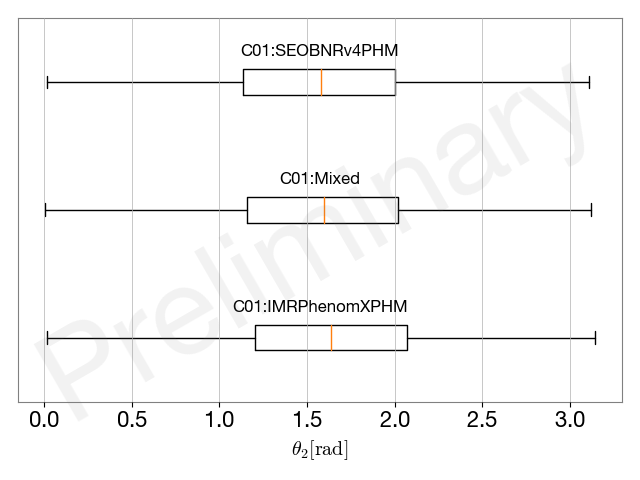 C01:SEOBNRv4PHM
C01:Mixed
C01:IMRPhenomXPHM
Preliminary
0.0 0.5 1.0 1.5 2.0 2.5 3.0
θ₂[rad]